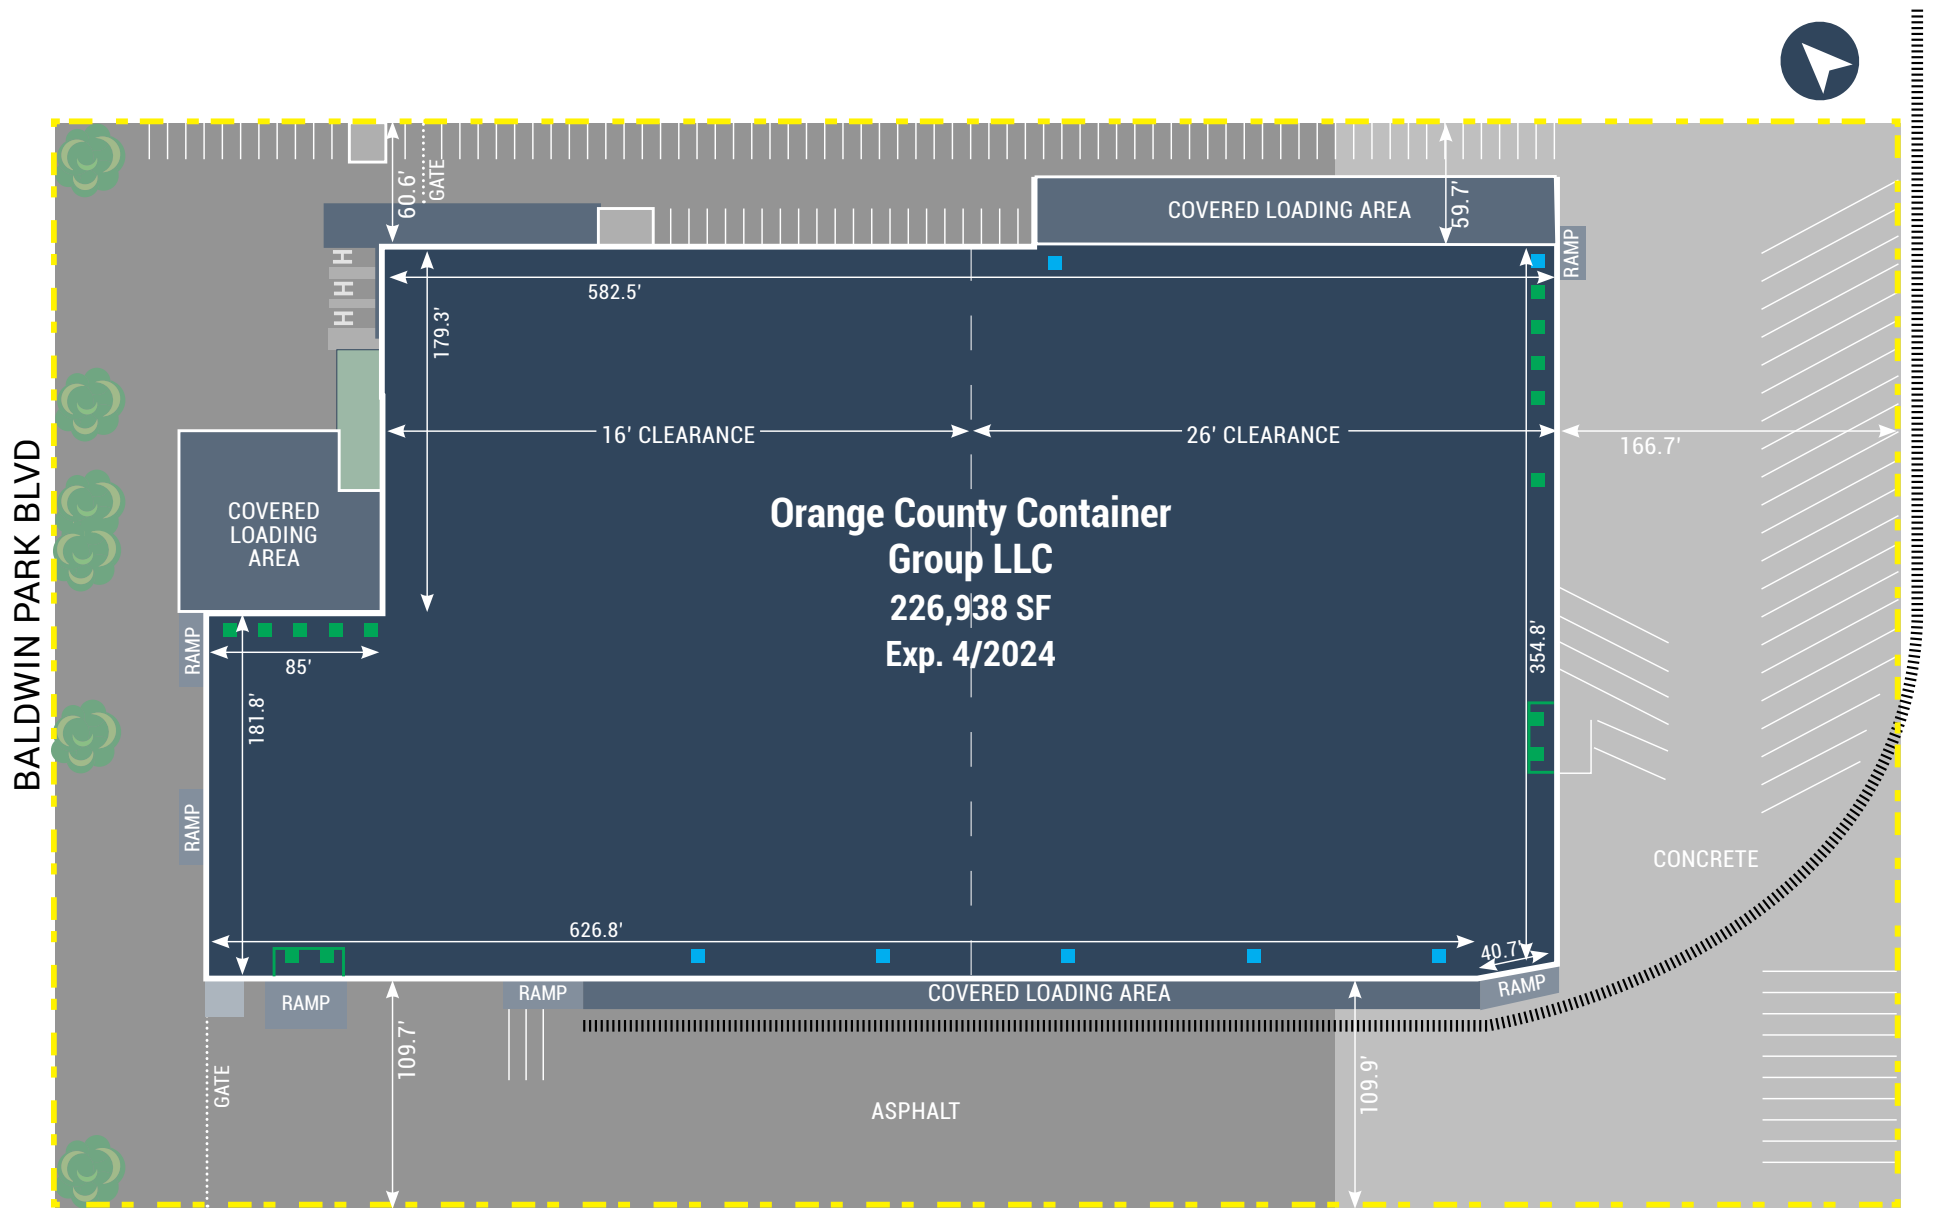 60.6'
GATE
COVERED LOADING AREA
59.7'
RAMP
H
H
H
582.5'
179.3'
16' CLEARANCE
26' CLEARANCE
166.7'
BALDWIN PARK BLVD
COVERED
LOADING
AREA
Orange County Container
Group LLC
226,938 SF
Exp. 4/2024
RAMP
85'
181.8'
354.8'
RAMP
CONCRETE
626.8'
40.7'
RAMP
RAMP
COVERED LOADING AREA
RAMP
GATE
109.7'
109.9'
ASPHALT